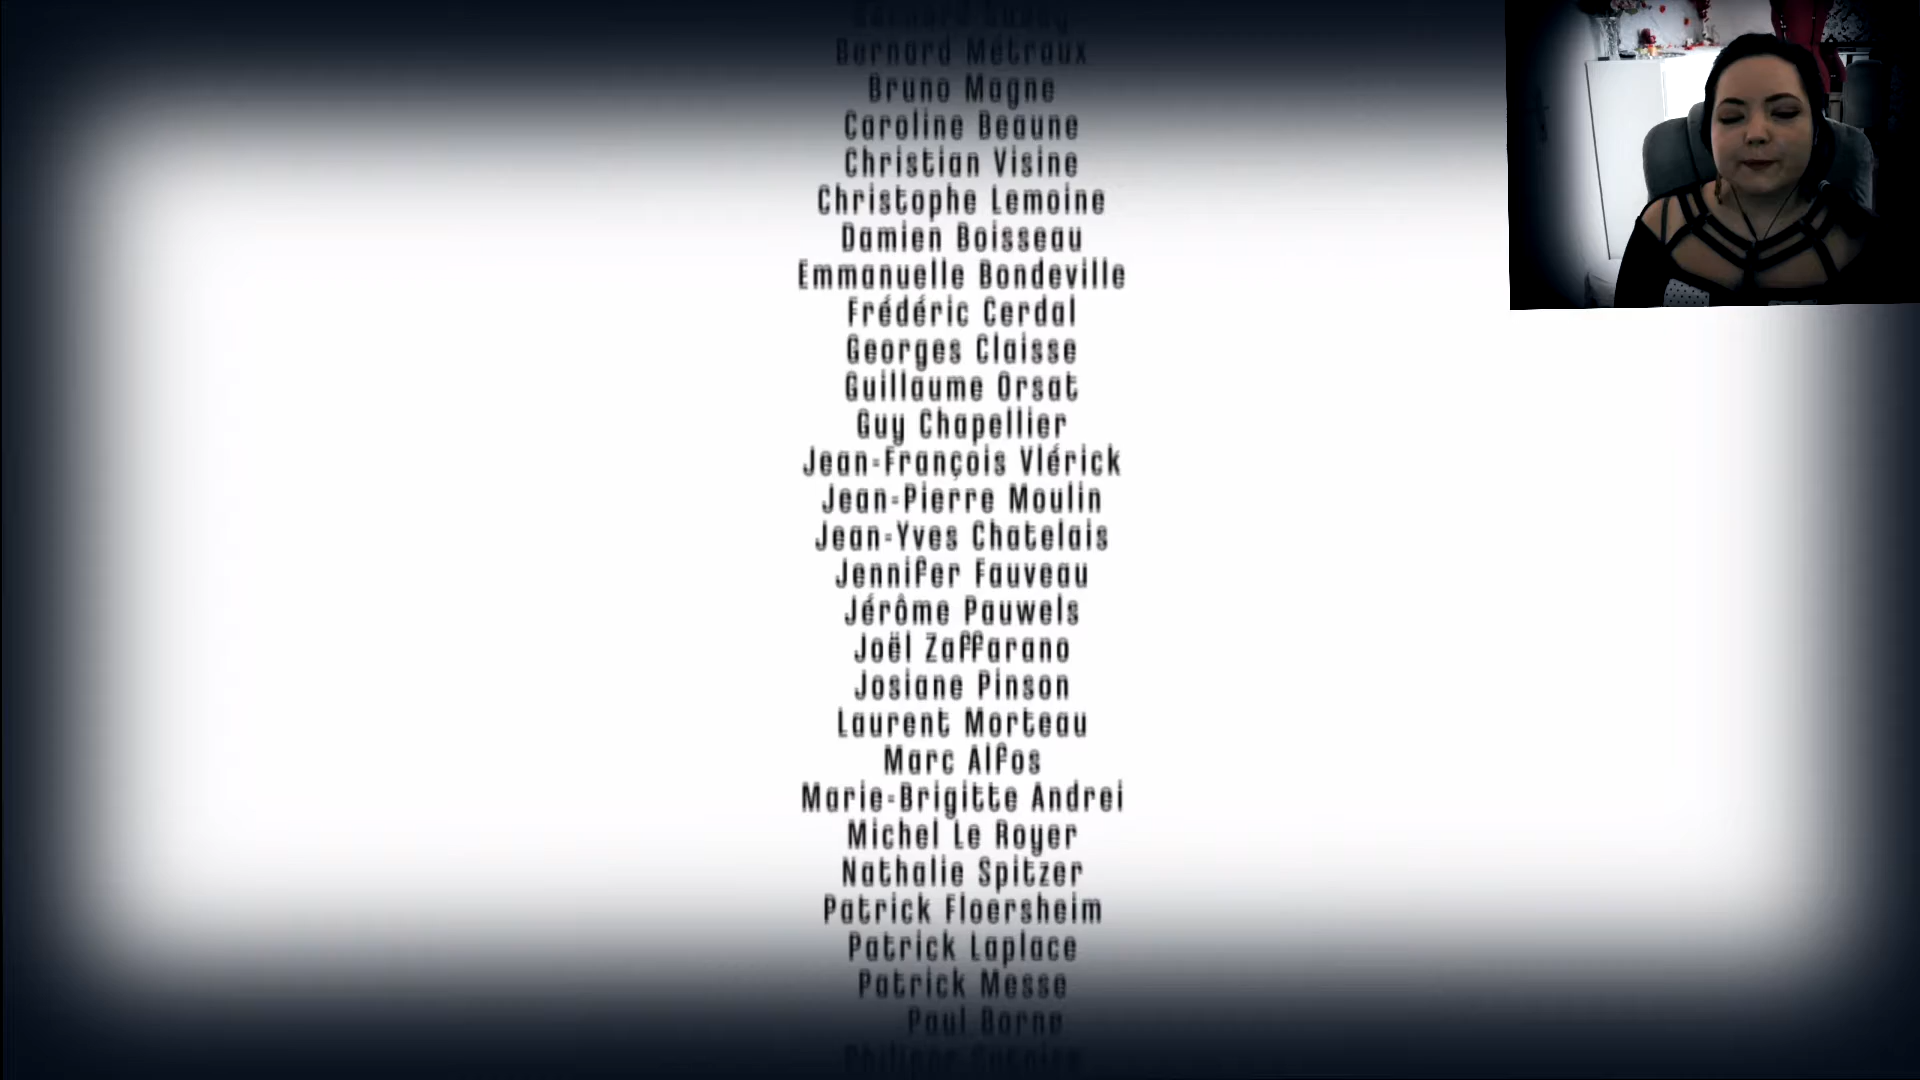 Bernard Métraux
Bruno Magne
Caroline Beaune
Christian Visine
Christophe Lemoine
Damien Boisseau
Emmanuelle Bondeville
Frédéric Cerdal
Georges Claisse
Guillaume Orsat
Guy Chapellier
Jean-François Vlérick
Jean-Pierre Moulin
Jean-Yves Chatelais
Jennifer Fauveau
Jérôme Pauwels
Joël Zaffarano
Josiane Pinson
Laurent Morteau
Marc Alfos
Marie-Brigitte Andrei
Michel Le Royer
Nathalie Spitzer
Patrick Floersheim
Patrick Laplace
Patrick Messe
Paul Borne
Philippe